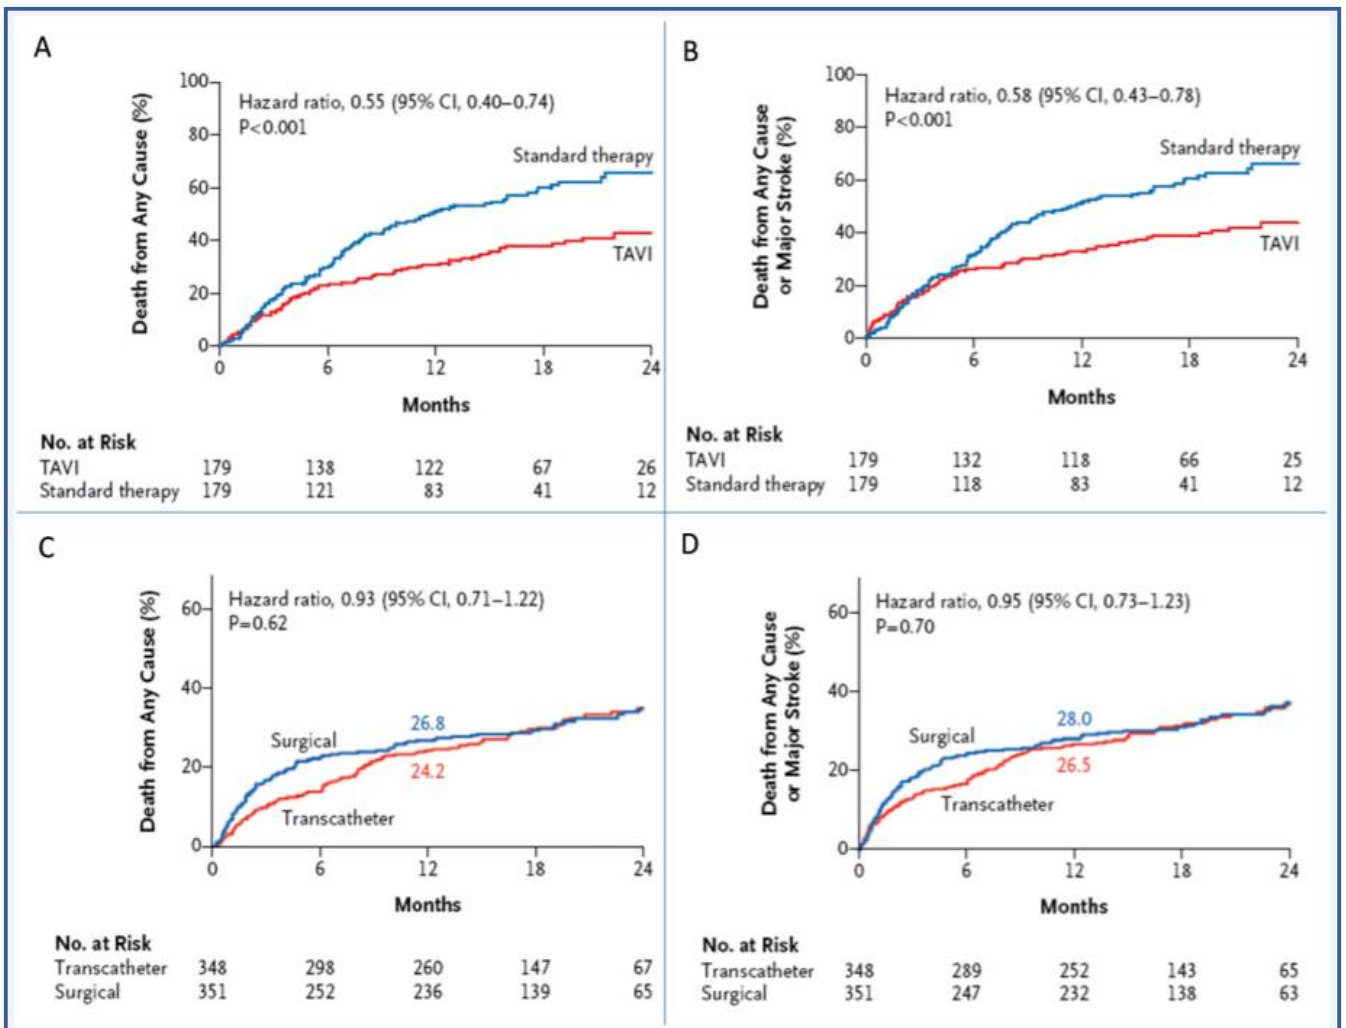 A
Death from Any Cause (%)
100
80
60
40
20
0
Hazard ratio, 0.55 (95% CI, 0.40–0.74)
P<0.001
Standard therapy
TAVI
0 6 12 18 24
Months
No. at Risk
TAVI 179 138 122 67 26
Standard therapy 179 121 83 41 12
B
Death from Any Cause
or Major Stroke (%)
100
80
60
40
20
0
Hazard ratio, 0.58 (95% CI, 0.43–0.78)
P<0.001
Standard therapy
TAVI
0 6 12 18 24
Months
No. at Risk
TAVI 179 132 118 66 25
Standard therapy 179 118 83 41 12
C
Death from Any Cause (%)
60
40
20
0
Hazard ratio, 0.93 (95% CI, 0.71–1.22)
P=0.62
26.8
Surgical
24.2
Transcatheter
0 6 12 18 24
Months
No. at Risk
Transcatheter 348 298 260 147 67
Surgical 351 252 236 139 65
D
Death from Any Cause
or Major Stroke (%)
60
40
20
0
Hazard ratio, 0.95 (95% CI, 0.73–1.23)
P=0.70
28.0
Surgical
26.5
Transcatheter
0 6 12 18 24
Months
No. at Risk
Transcatheter 348 289 252 143 65
Surgical 351 247 232 138 63